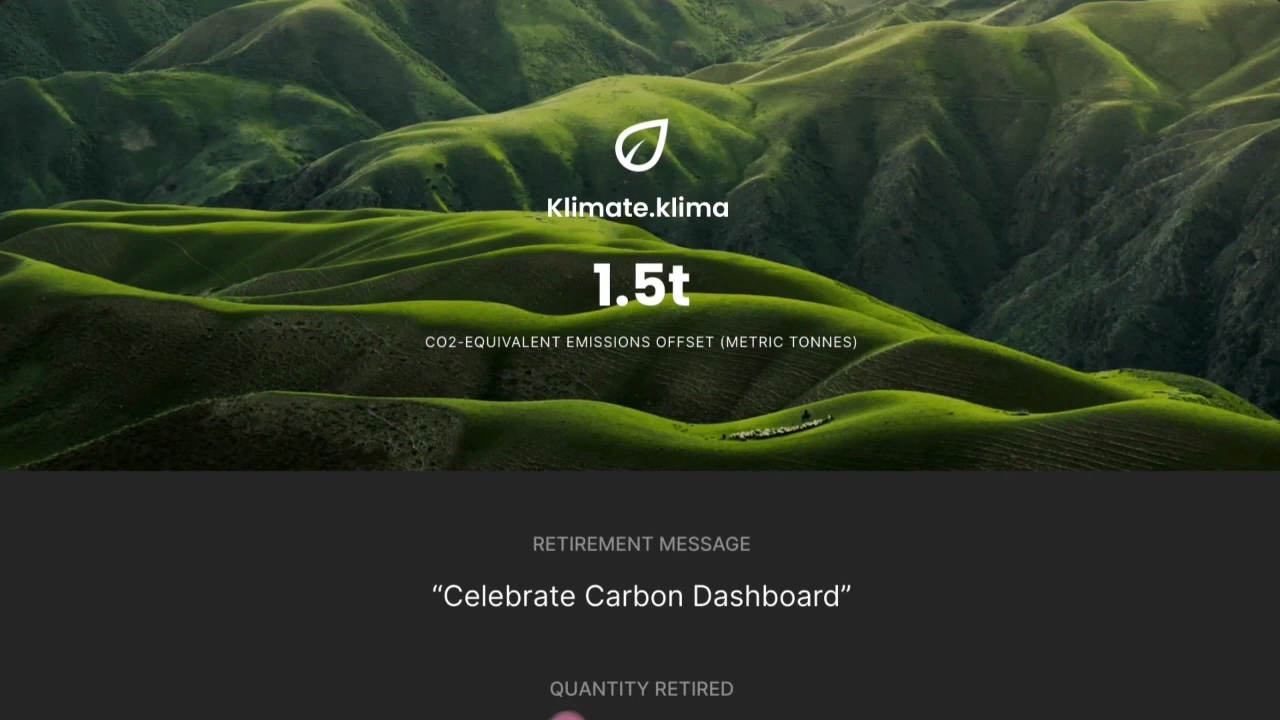 Klimate.klima
1.5t
CO2-EQUIVALENT EMISSIONS OFFSET (METRIC TONNES)
RETIREMENT MESSAGE
“Celebrate Carbon Dashboard”
QUANTITY RETIRED